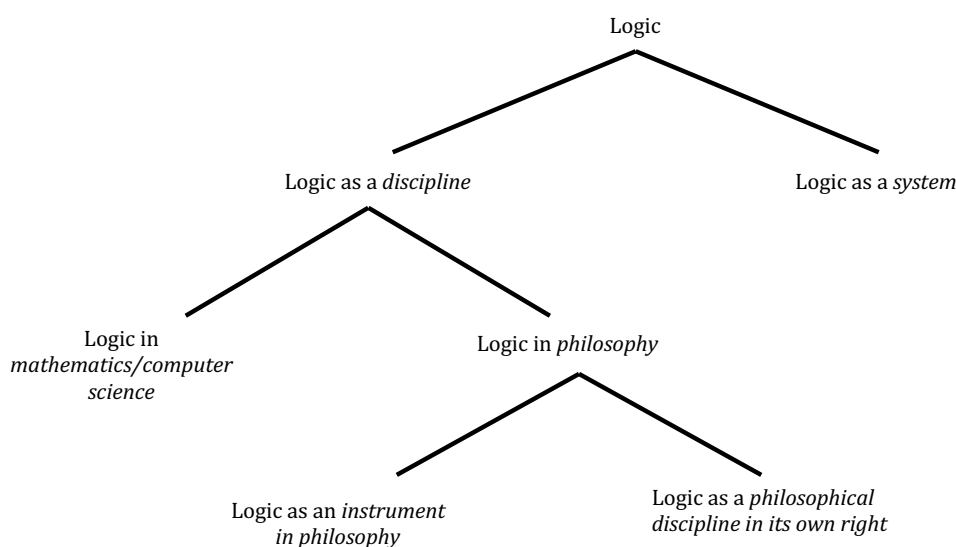 Logic
Logic as a discipline
Logic as a system
Logic in
mathematics/computer
science
Logic in philosophy
Logic as an instrument
in philosophy
Logic as a philosophical
discipline in its own right